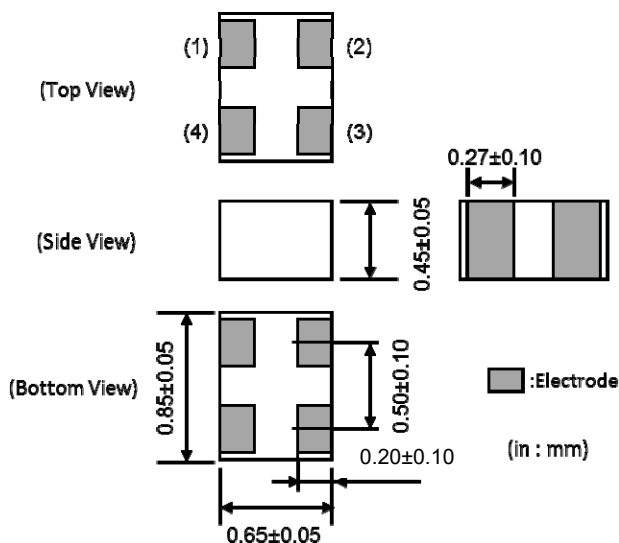 (1)
(2)
(Top View)
(4)
(3)
0.27±0.10
(Side View)
0.45±0.05
(Bottom View)
0.85±0.05
0.50±0.10
:Electrode
0.20±0.10
(in : mm)
0.65±0.05